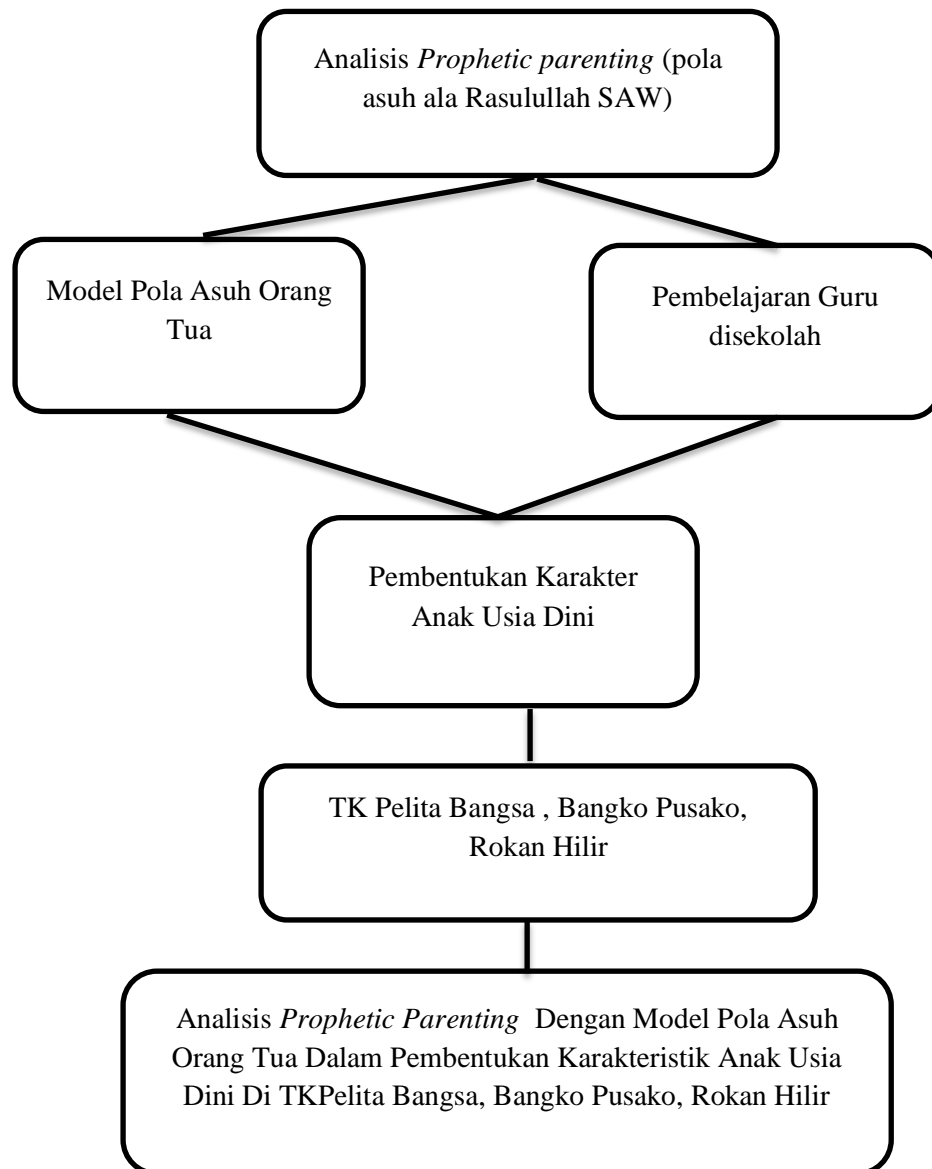 Analisis Prophetic parenting (pola
asuh ala Rasulullah SAW)
Model Pola Asuh Orang
Tua
Pembelajaran Guru
disekolah
Pembentukan Karakter
Anak Usia Dini
TK Pelita Bangsa , Bangko Pusako,
Rokan Hilir
Analisis Prophetic Parenting Dengan Model Pola Asuh
Orang Tua Dalam Pembentukan Karakteristik Anak Usia
Dini Di TKPelita Bangsa, Bangko Pusako, Rokan Hilir